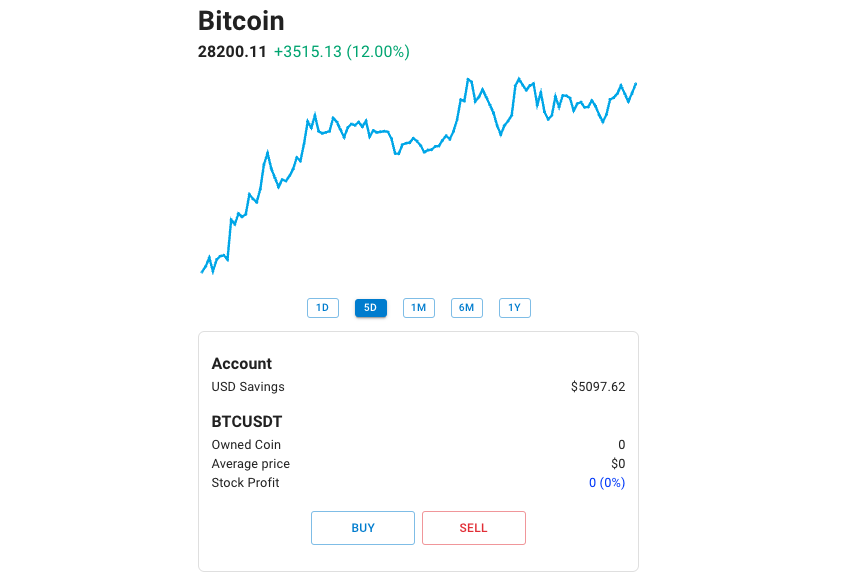 Bitcoin
28200.11 +3515.13 (12.00%)
1D 5D 1M 6M 1Y
Account
USD Savings $5097.62
BTCUSDT
Owned Coin 0
Average price $0
Stock Profit 0 (0%)
BUY SELL